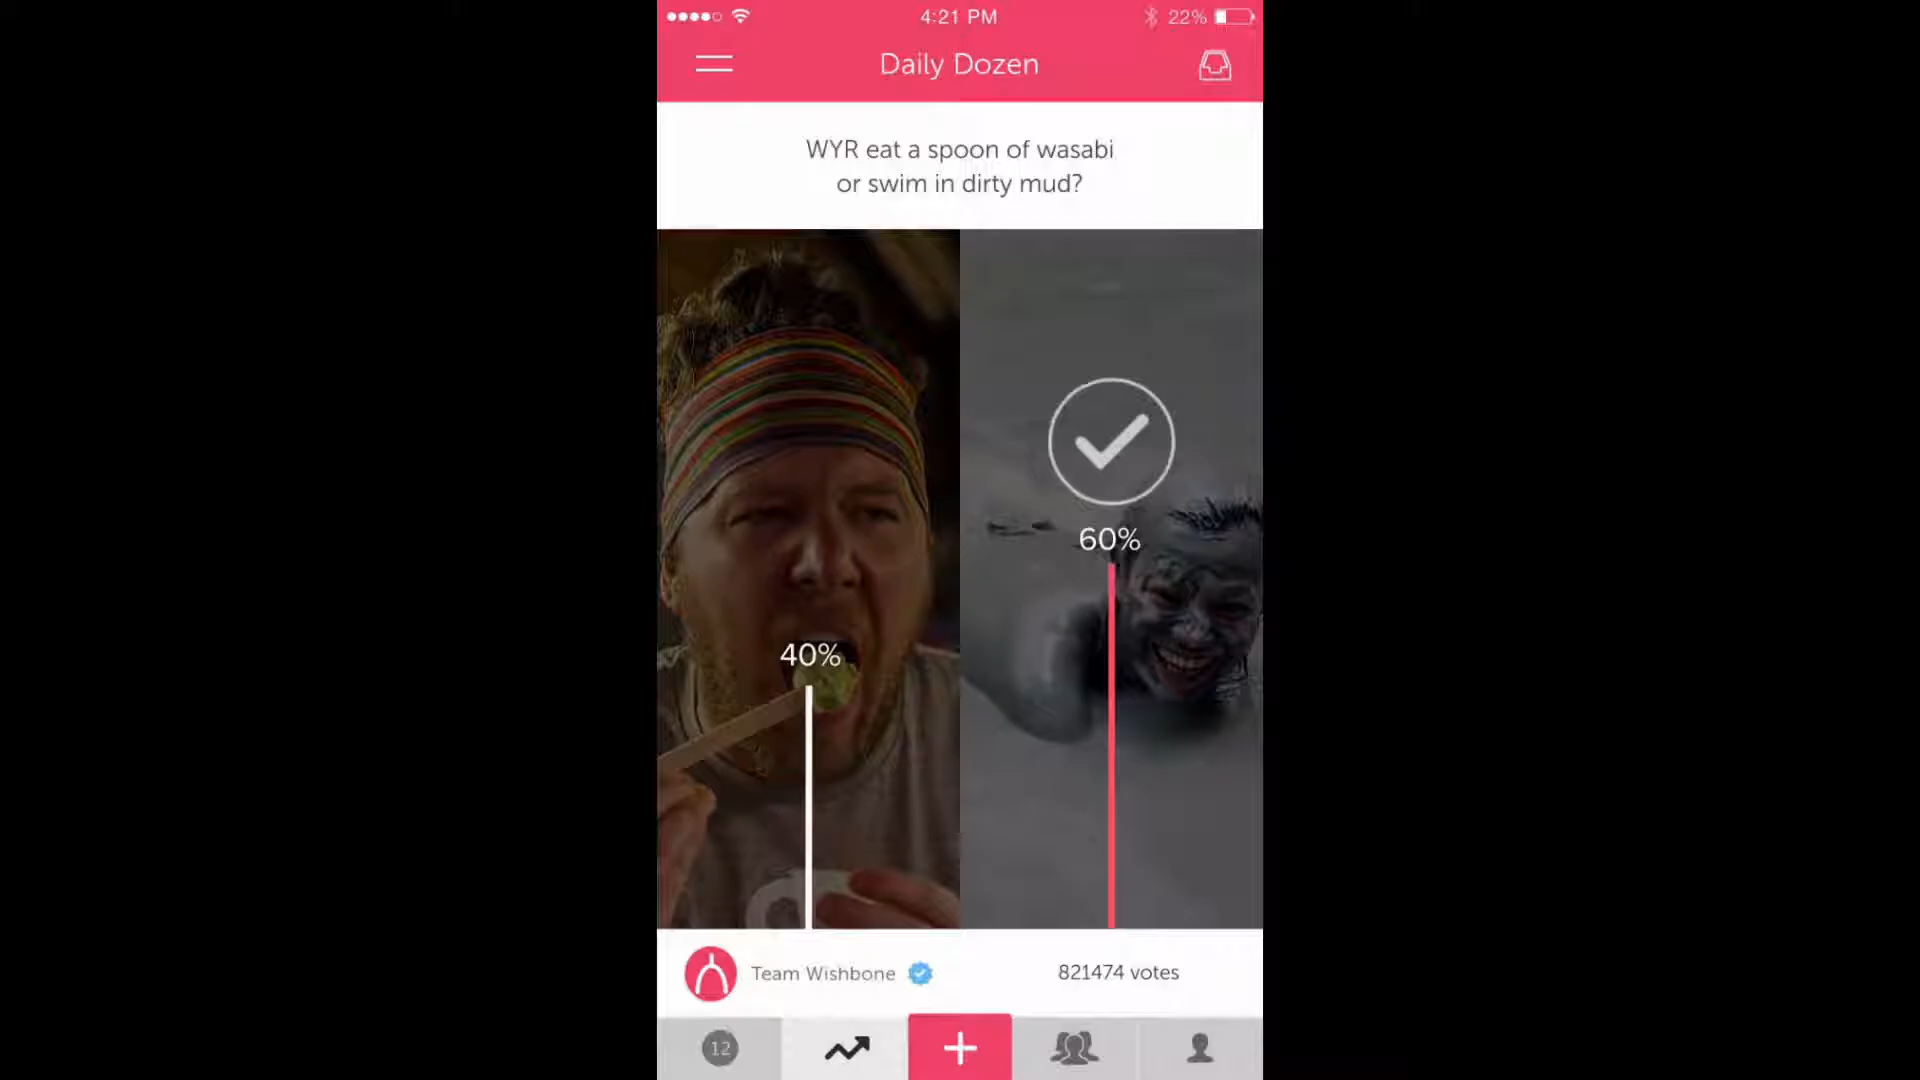 4:21 PM
22%
Daily Dozen
WYR eat a spoon of wasabi
or swim in dirty mud?
60%
40%
Team Wishbone
821474 votes
12